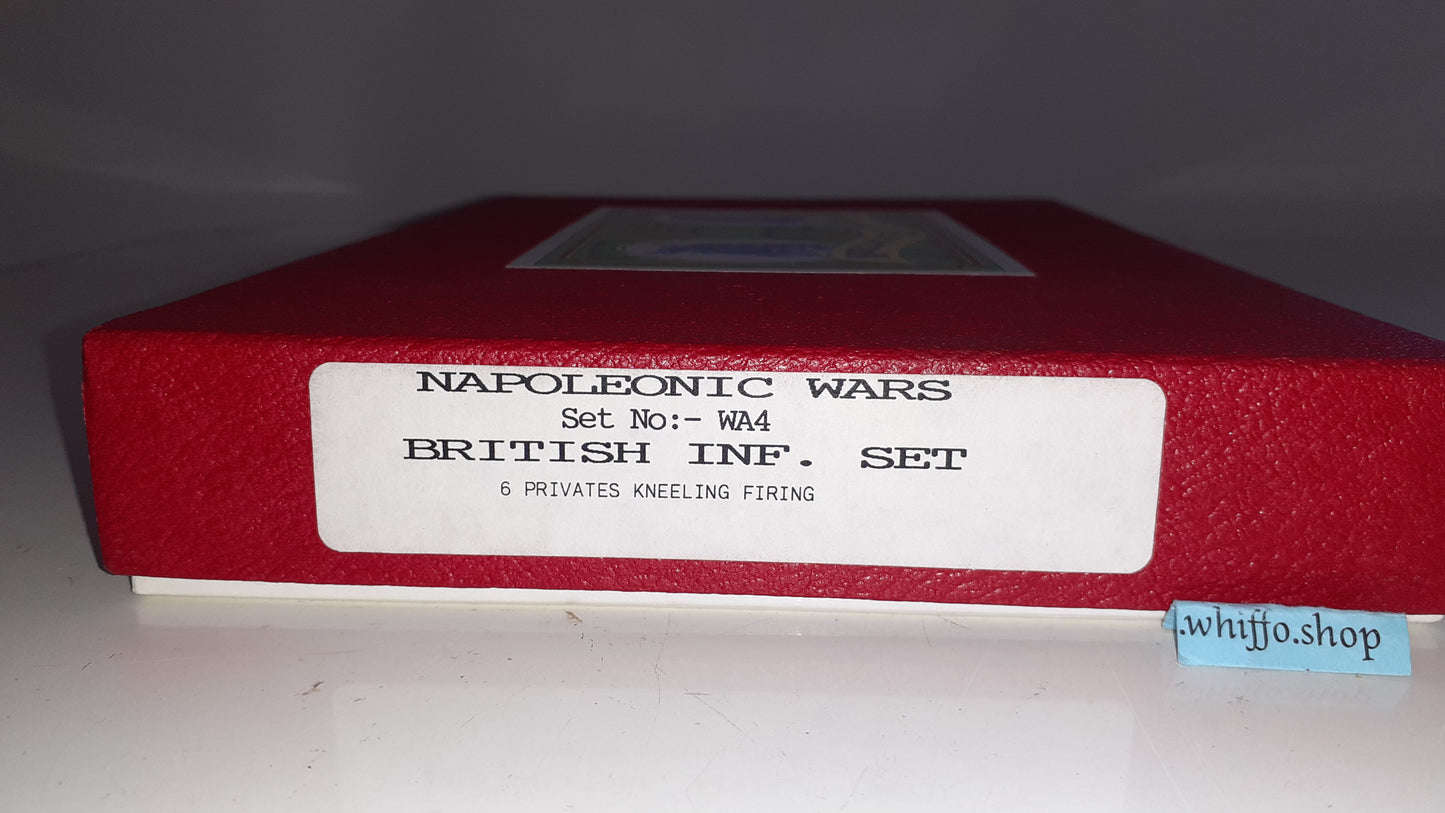 NAPOLEONIC WARS
Set No:- WA4
BRITISH INF. SET
6 PRIVATES KNEELING FIRING
.whiffo.shop